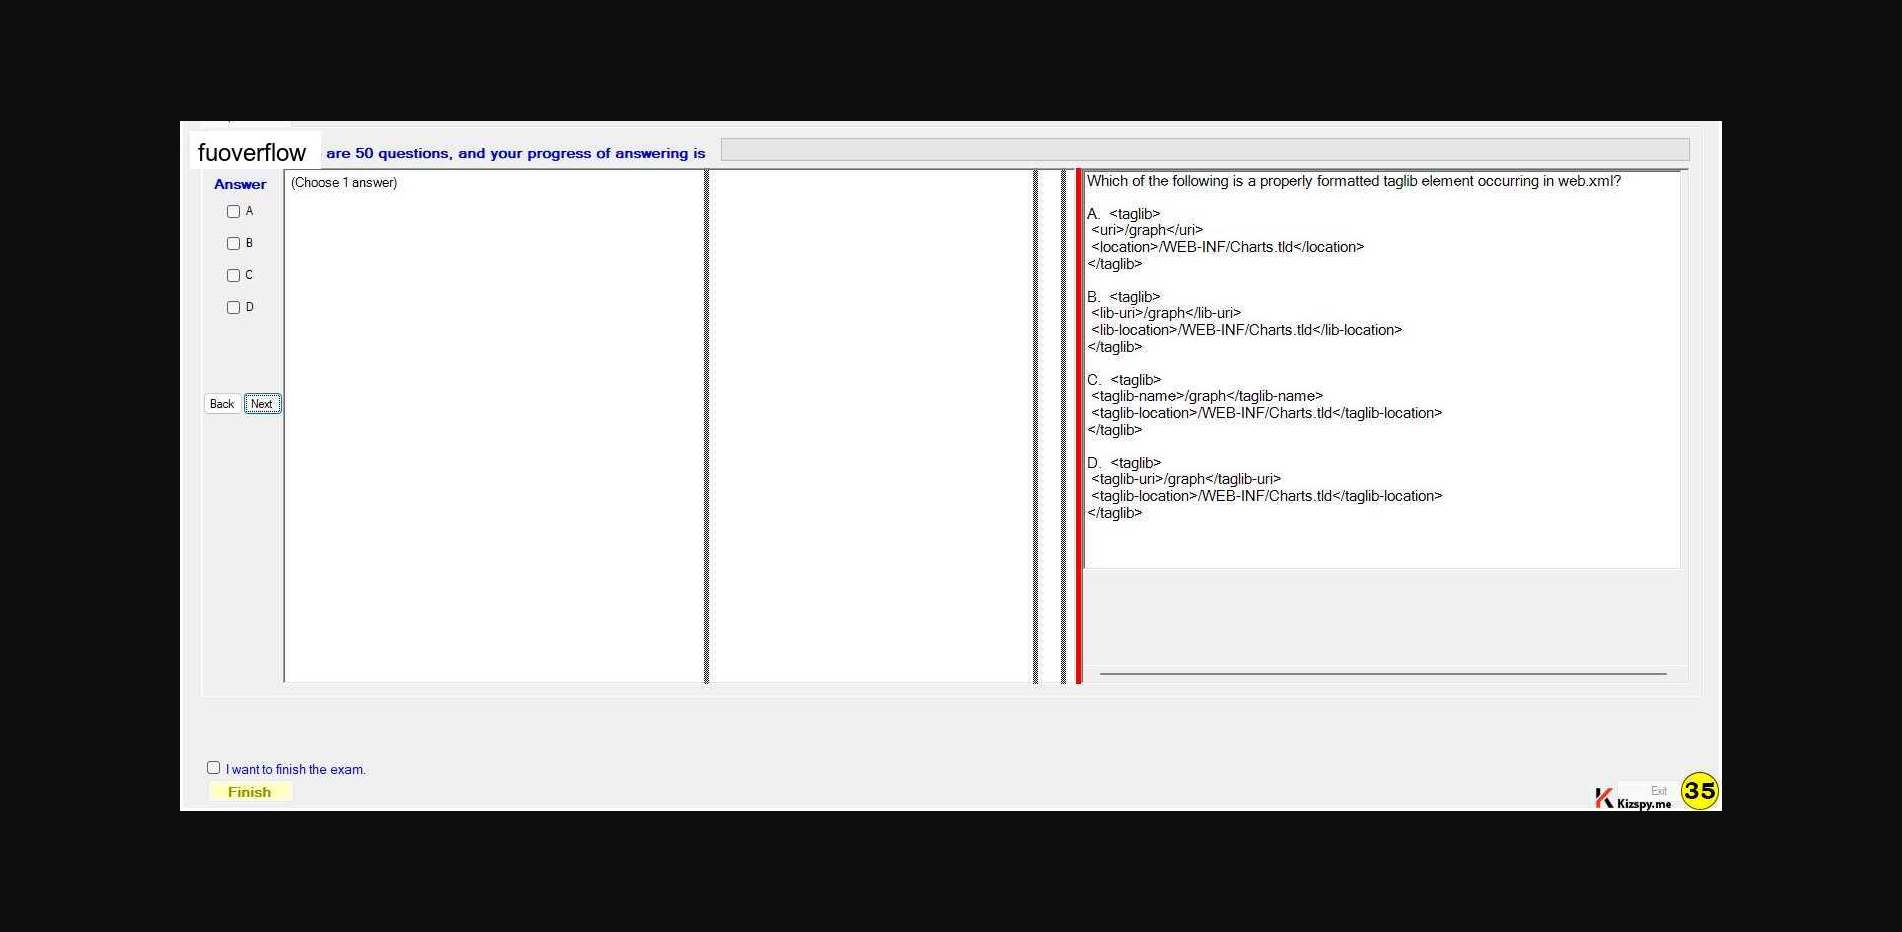 fuoverflow are 50 questions, and your progress of answering is
Answer
A
B
C
D
Back Next
(Choose 1 answer)
Which of the following is a properly formatted taglib element occurring in web.xml?
A. <taglib>
<uri>/graph</uri>
<location>/WEB-INF/Charts.tld</location>
</taglib>
B. <taglib>
<lib-uri>/graph</lib-uri>
<lib-location>/WEB-INF/Charts.tld</lib-location>
</taglib>
C. <taglib>
<taglib-name>/graph</taglib-name>
<taglib-location>/WEB-INF/Charts.tld</taglib-location>
</taglib>
D. <taglib>
<taglib-uri>/graph</taglib-uri>
<taglib-location>/WEB-INF/Charts.tld</taglib-location>
</taglib>
I want to finish the exam.
Finish
Exit
Kizspy.me
35